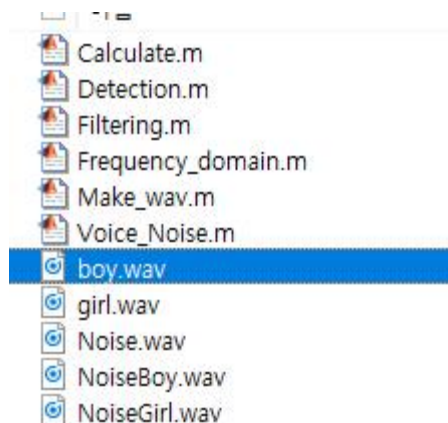 Calculate.m
Detection.m
Filtering.m
Frequency_domain.m
Make_wav.m
Voice_Noise.m
boy.wav
girl.wav
Noise.wav
NoiseBoy.wav
NoiseGirl.wav